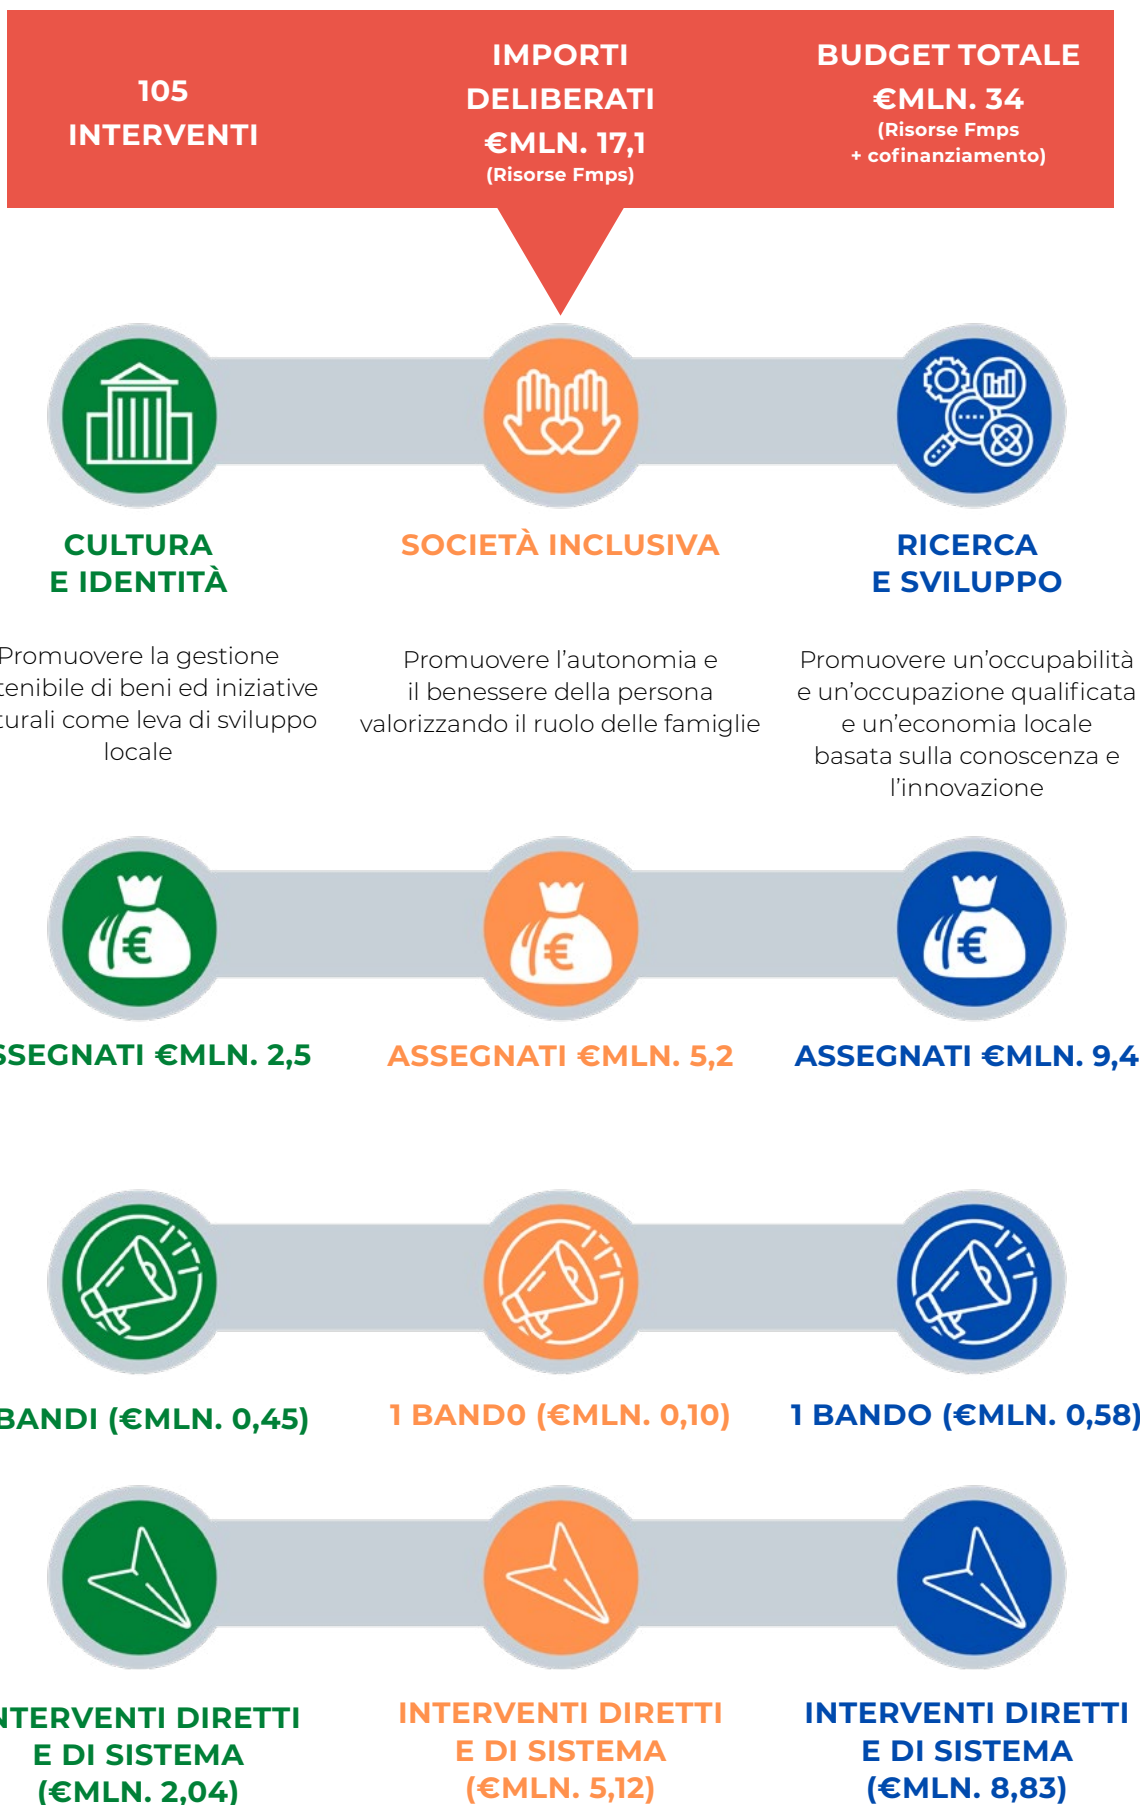 105
INTERVENTI
IMPORTI
DELIBERATI
€MLN. 17,1
(Risorse Fmps)
BUDGET TOTALE
€MLN. 34
(Risorse Fmps
+ cofinanziamento)
CULTURA
E IDENTITÀ
SOCIETÀ INCLUSIVA
RICERCA
E SVILUPPO
Promuovere la gestione
tenibile di beni ed iniziative
turali come leva di sviluppo
locale
Promuovere l'autonomia e
il benessere della persona
valorizzando il ruolo delle famiglie
Promuovere un'occupabilità
e un'occupazione qualificata
e un'economia locale
basata sulla conoscenza e
l'innovazione
€
€
€
SSEGNATI €MLN. 2,5
ASSEGNATI €MLN. 5,2
ASSEGNATI €MLN. 9,4
BANDI (€MLN. 0,45)
1 BAND0 (€MLN. 0,10)
1 BANDO (€MLN. 0,58)
NTERVENTI DIRETTI
E DI SISTEMA
(€MLN. 2,04)
INTERVENTI DIRETTI
E DI SISTEMA
(€MLN. 5,12)
INTERVENTI DIRETTI
E DI SISTEMA
(€MLN. 8,83)